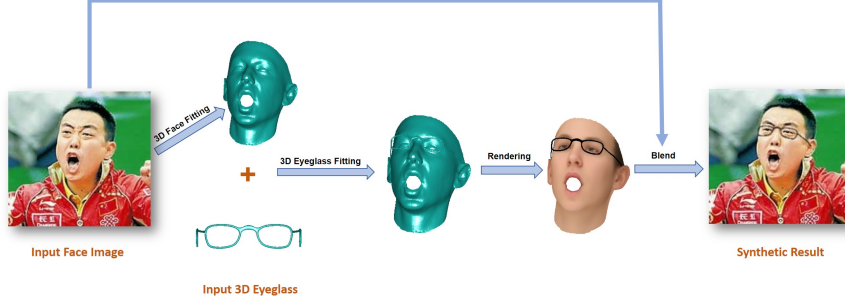 3D Face Fitting
3D Eyeglass Fitting
Rendering
Blend
Input Face Image
Synthetic Result
Input 3D Eyeglass